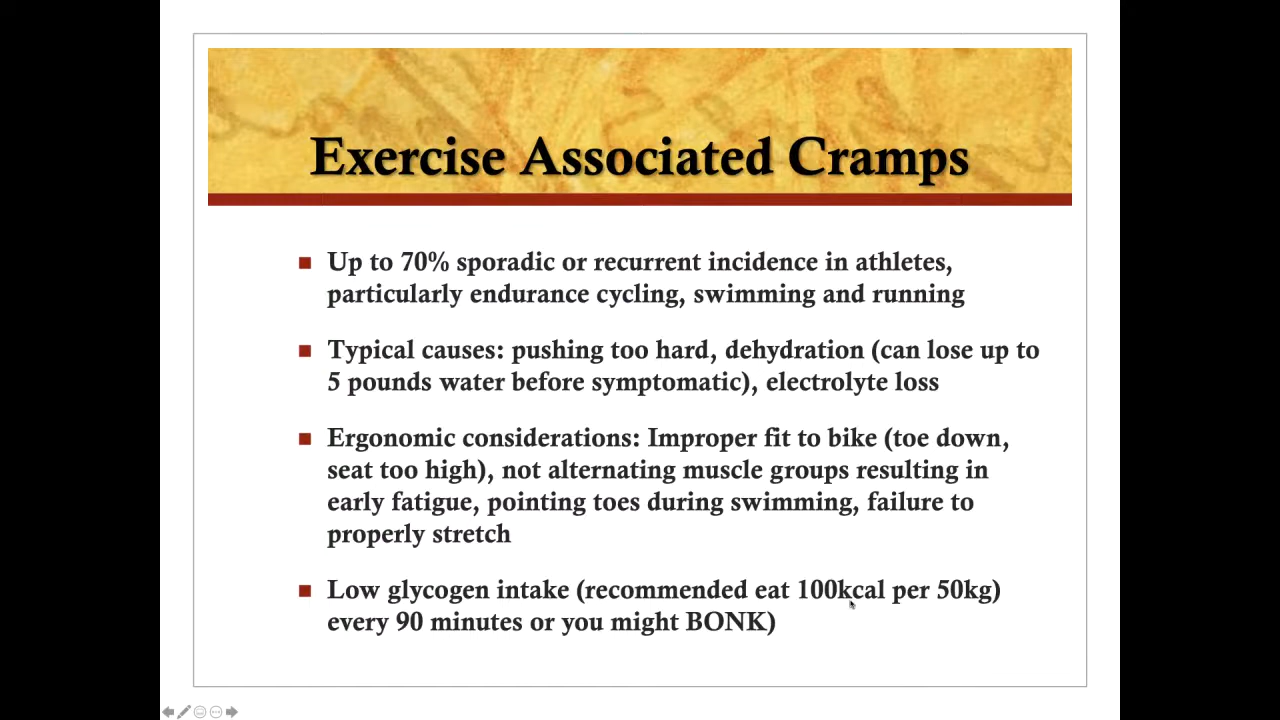 Exercise Associated Cramps
Up to 70% sporadic or recurrent incidence in athletes,
particularly endurance cycling, swimming and running
Typical causes: pushing too hard, dehydration (can lose up to
5 pounds water before symptomatic), electrolyte loss
Ergonomic considerations: Improper fit to bike (toe down,
seat too high), not alternating muscle groups resulting in
early fatigue, pointing toes during swimming, failure to
properly stretch
Low glycogen intake (recommended eat 100kcal per 50kg)
every 90 minutes or you might BONK)